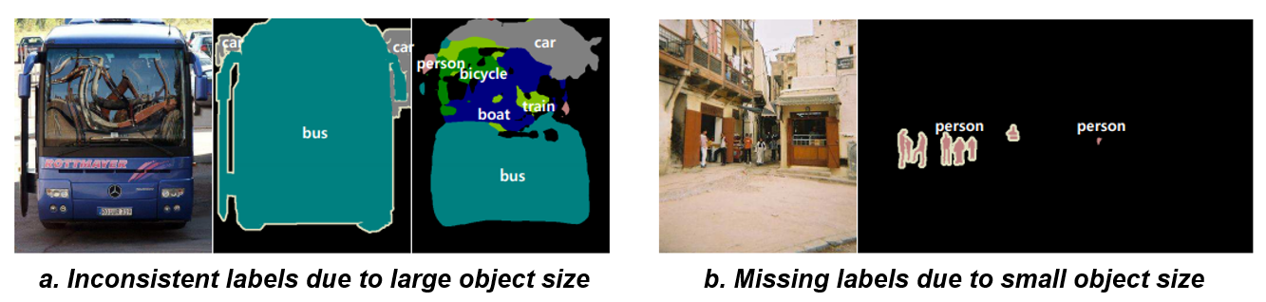 car
car
bus
car
person
bicycle
boat
train
bus
ROTTMAYER
person
person
a. Inconsistent labels due to large object size
b. Missing labels due to small object size